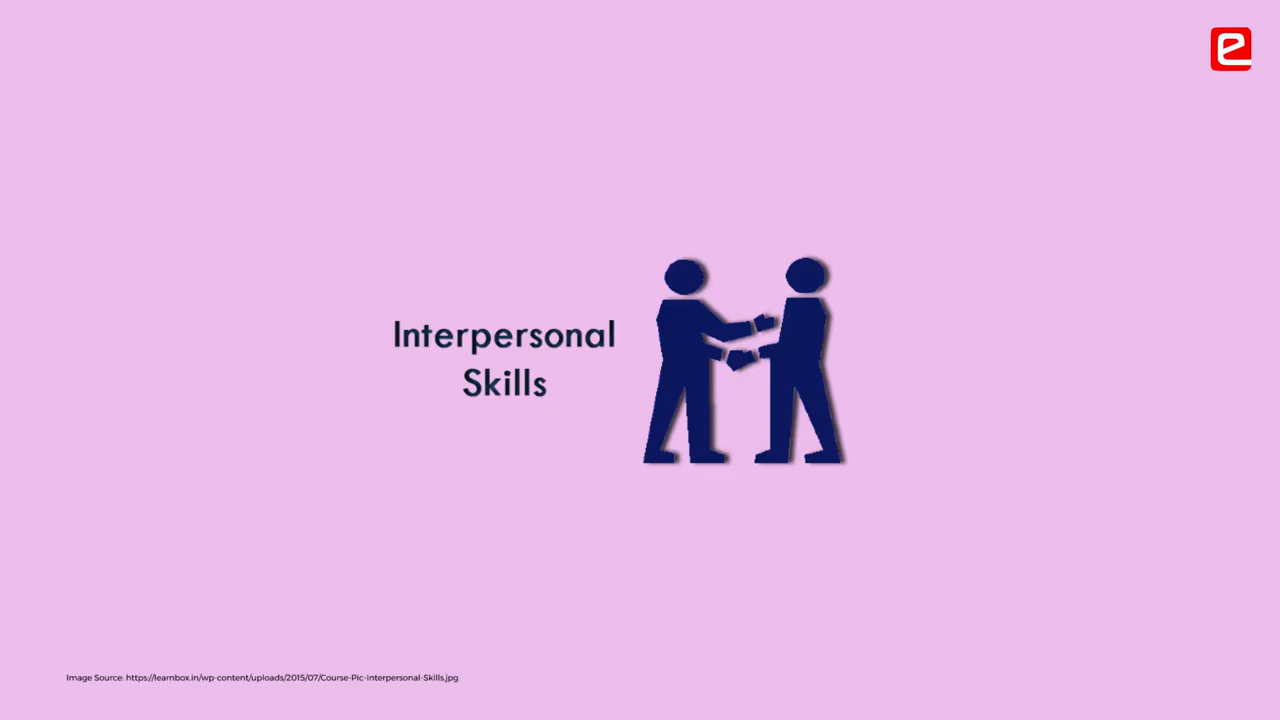 e
Interpersonal
Skills
Image Source: https://learnbox.in/wp-content/uploads/2015/07/Course-Pic-Interpersonal-Skills.jpg